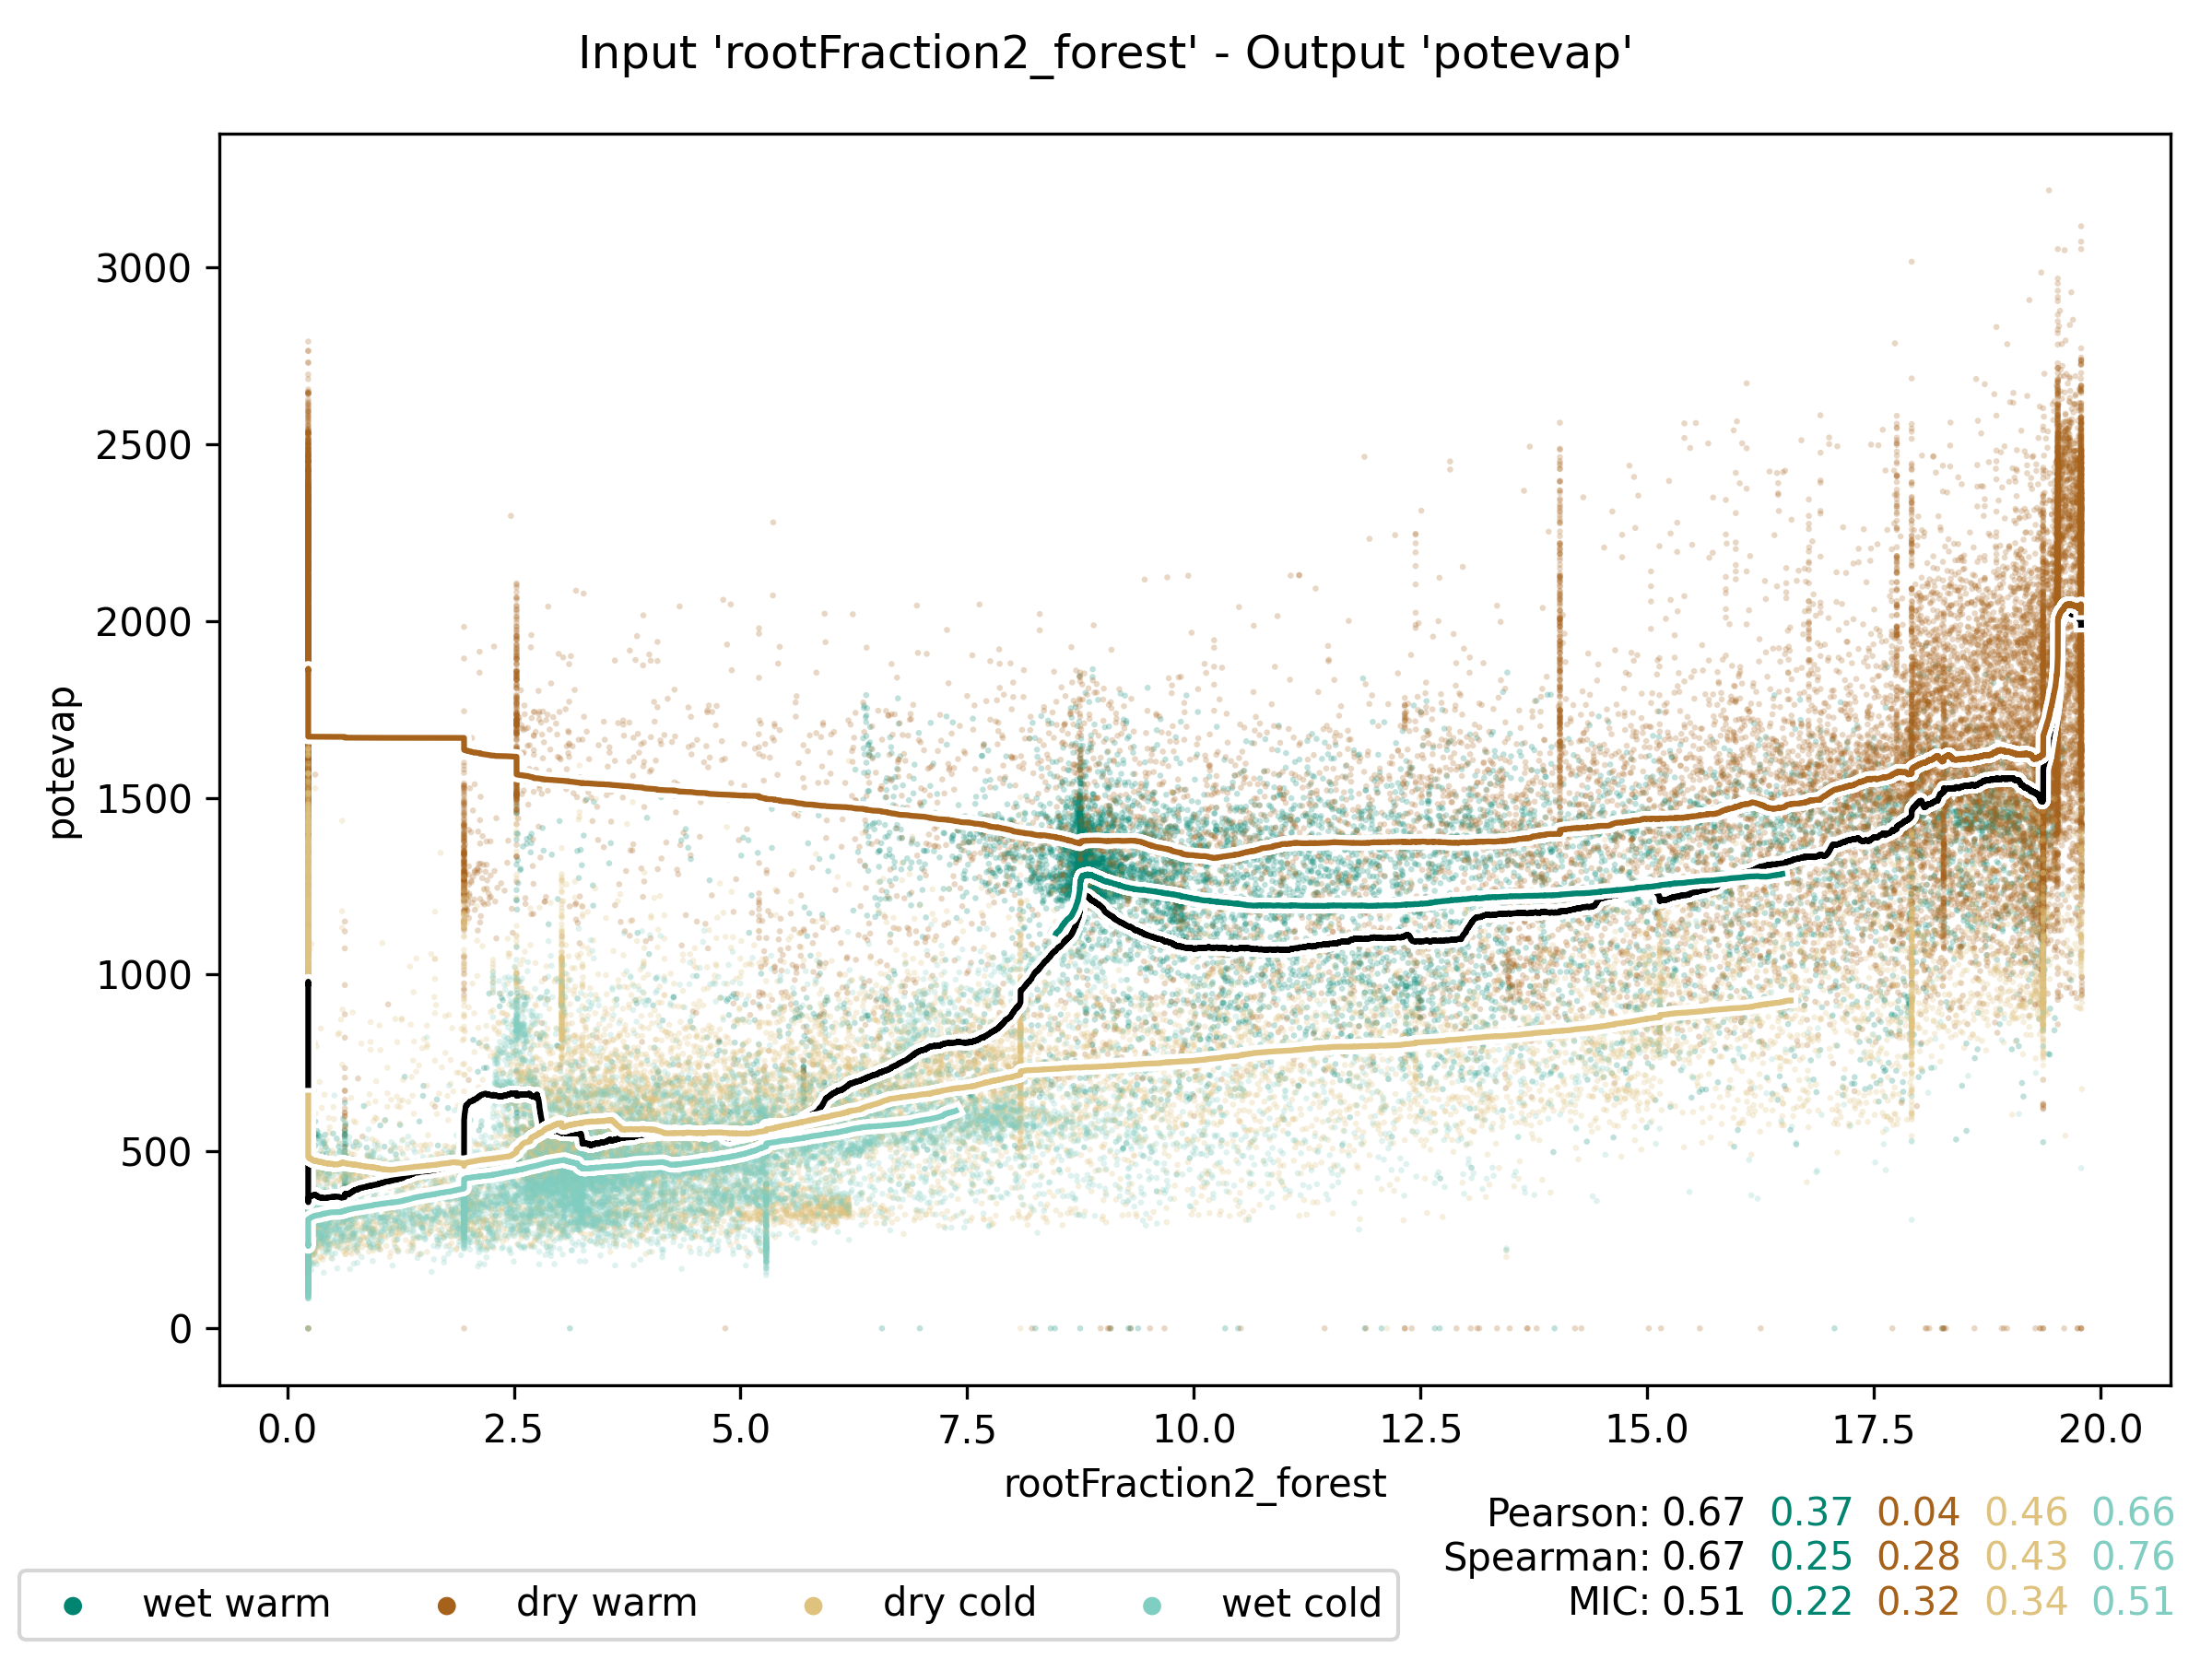 Input 'rootFraction2_forest' - Output 'potevap'
potevap
3000
2500
2000
1500
1000
500
0
0.0 2.5 5.0 7.5 10.0 12.5 15.0 17.5 20.0
rootFraction2_forest
Pearson: 0.67 0.37 0.04 0.46 0.66
Spearman: 0.67 0.25 0.28 0.43 0.76
MIC: 0.51 0.22 0.32 0.34 0.51
wet warm dry warm dry cold wet cold